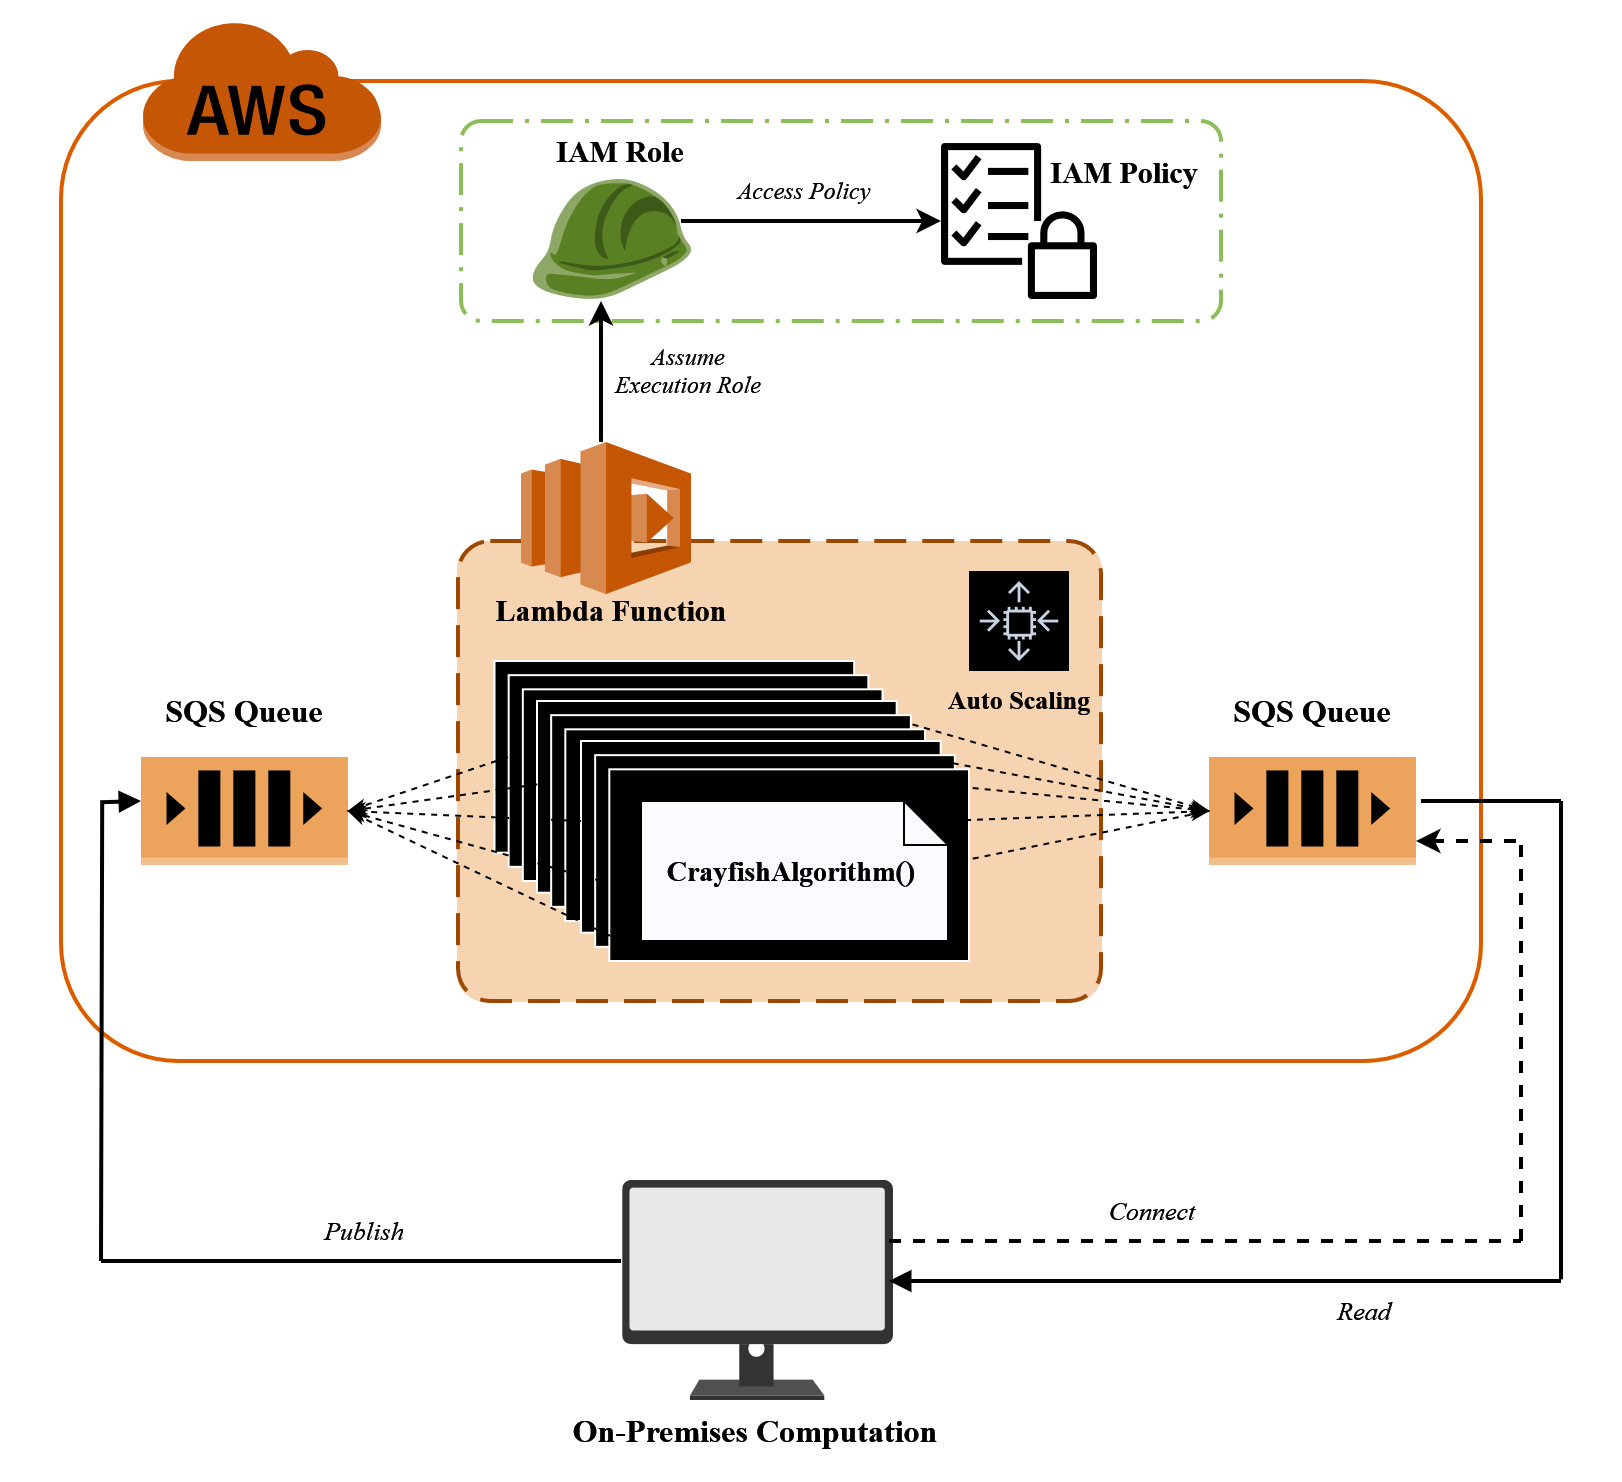 AWS
IAM Role
Access Policy
IAM Policy
Assume
Execution Role
Lambda Function
Auto Scaling
SQS Queue
SQS Queue
CrayfishAlgorithm()
Publish
Connect
Read
On-Premises Computation